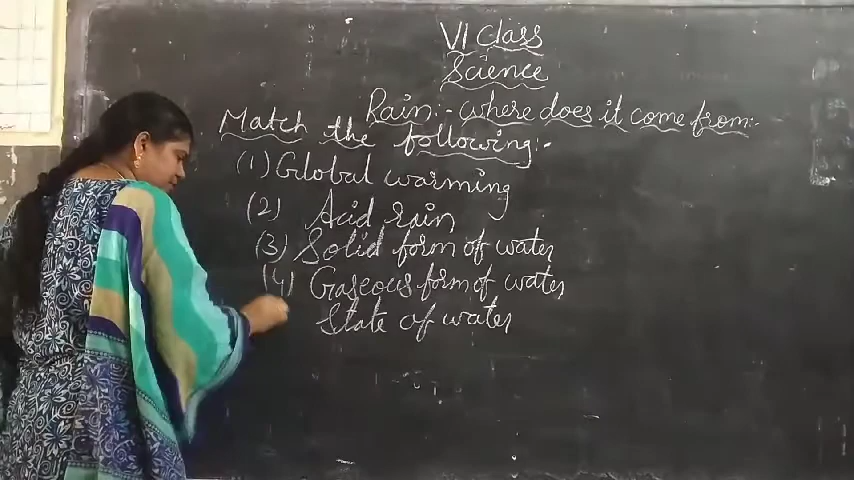 VI Class
Science
Rain:- where does it come from:-
Match the following:-
(1) Global warming
(2) Acid rain
(3) Solid form of water
(4) Gaseous form of water
State of water